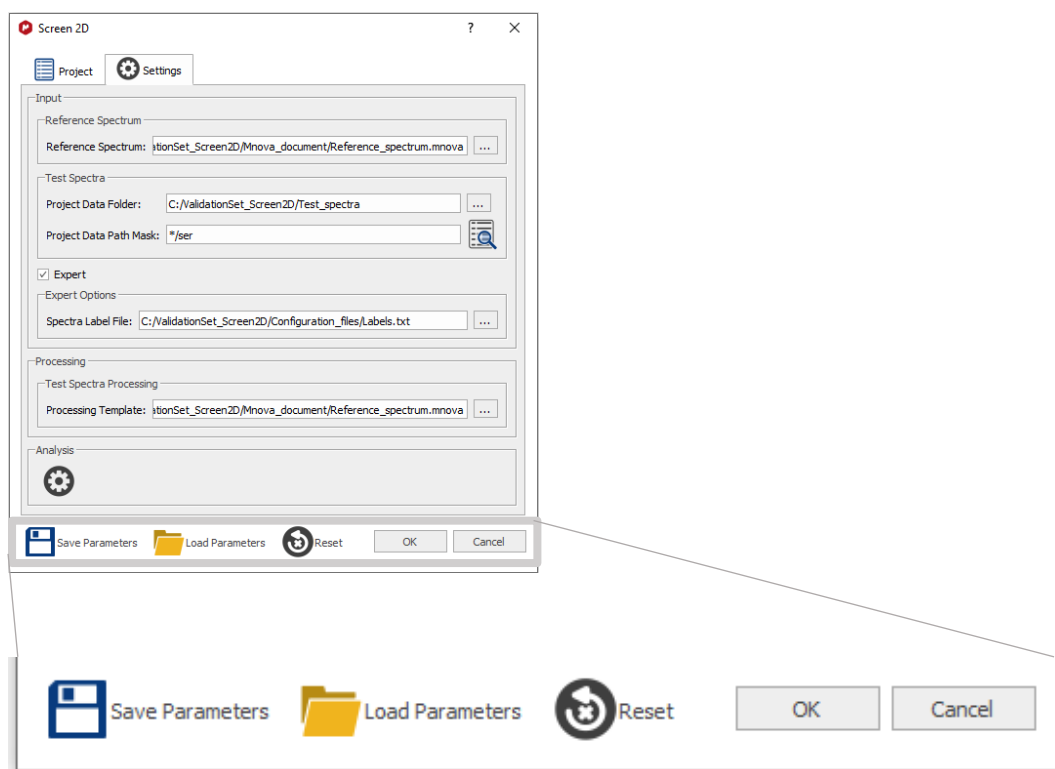 Screen 2D ? ×
Project Settings
Input
Reference Spectrum
Reference Spectrum: ationSet_Screen2D/Mnova_document/Reference_spectrum.mnova ...
Test Spectra
Project Data Folder: C:/ValidationSet_Screen2D/Test_spectra ...
Project Data Path Mask: */ser
Expert
Expert Options
Spectra Label File: C:/ValidationSet_Screen2D/Configuration_files/Labels.txt ...
Processing
Test Spectra Processing
Processing Template: ationSet_Screen2D/Mnova_document/Reference_spectrum.mnova ...
Analysis
Save Parameters Load Parameters Reset OK Cancel
Save Parameters Load Parameters Reset OK Cancel